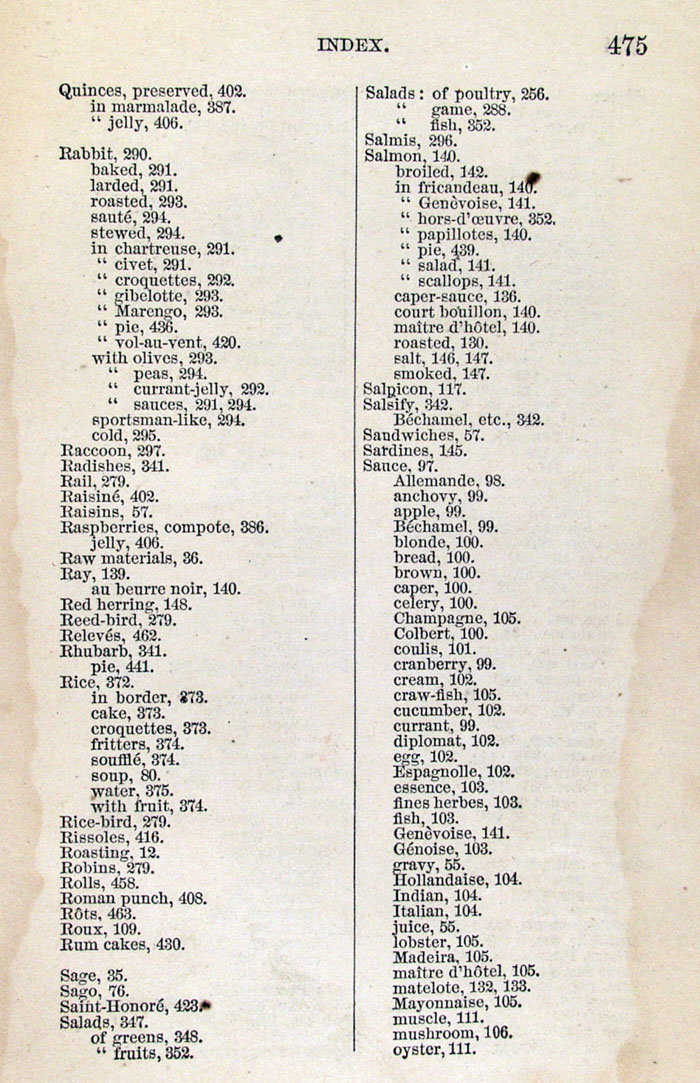 INDEX.
475
Quinces, preserved, 402.
in marmalade, 387.
“ jelly, 406.
Rabbit, 290.
baked, 291.
larded, 291.
roasted, 293.
sauté, 294.
stewed, 294.
in chartreuse, 291.
“ civet, 291.
“ croquettes, 292.
“ gibelotte, 293.
“ Marengo, 293.
“ pie, 436.
“ vol-au-vent, 420.
with olives, 293.
“ peas, 294.
“ currant-jelly, 292.
“ sauces, 291, 294.
sportsman-like, 294.
cold, 295.
Raccoon, 297.
Radishes, 341.
Rail, 279.
Raisiné, 402.
Raisins, 57.
Raspberries, compote, 386.
jelly, 406.
Raw materials, 36.
Ray, 139.
au beurre noir, 140.
Red herring, 148.
Reed-bird, 279.
Relevés, 462.
Rhubarb, 341.
pie, 441.
Rice, 372.
in border, 373.
cake, 373.
croquettes, 373.
fritters, 374.
soufflé, 374.
soup, 80.
water, 375.
with fruit, 374.
Rice-bird, 279.
Rissoles, 416.
Roasting, 12.
Robins, 279.
Rolls, 458.
Roman punch, 408.
Rôts, 463.
Roux, 109.
Rum cakes, 430.
Sage, 35.
Sago, 76.
Saint-Honoré, 423.
Salads, 347.
of greens, 348.
“ fruits, 352.
Salads: of poultry, 256.
“ game, 288.
“ fish, 352.
Salmis, 296.
Salmon, 140.
broiled, 142.
in fricandeau, 140.
“ Genèvoise, 141.
“ hors-d'œuvre, 352.
“ papillotes, 140.
“ pie, 439.
“ salad, 141.
“ scallops, 141.
caper-sauce, 136.
court bouillon, 140.
maître d'hôtel, 140.
roasted, 130.
salt, 146, 147.
smoked, 147.
Salpicon, 117.
Salsify, 342.
Béchamel, etc., 342.
Sandwiches, 57.
Sardines, 145.
Sauce, 97.
Allemande, 98.
anchovy, 99.
apple, 99.
Béchamel, 99.
blonde, 100.
bread, 100.
brown, 100.
caper, 100.
celery, 100.
Champagne, 105.
Colbert, 100.
coulis, 101.
cranberry, 99.
cream, 102.
craw-fish, 105.
cucumber, 102.
currant, 99.
diplomat, 102.
egg, 102.
Espagnolle, 102.
essence, 103.
fines herbes, 103.
fish, 103.
Genèvoise, 141.
Génoise, 103.
gravy, 55.
Hollandaise, 104.
Indian, 104.
Italian, 104.
juice, 55.
lobster, 105.
Madeira, 105.
maître d'hôtel, 105.
matelote, 132, 133.
Mayonnaise, 105.
muscle, 111.
mushroom, 106.
oyster, 111.